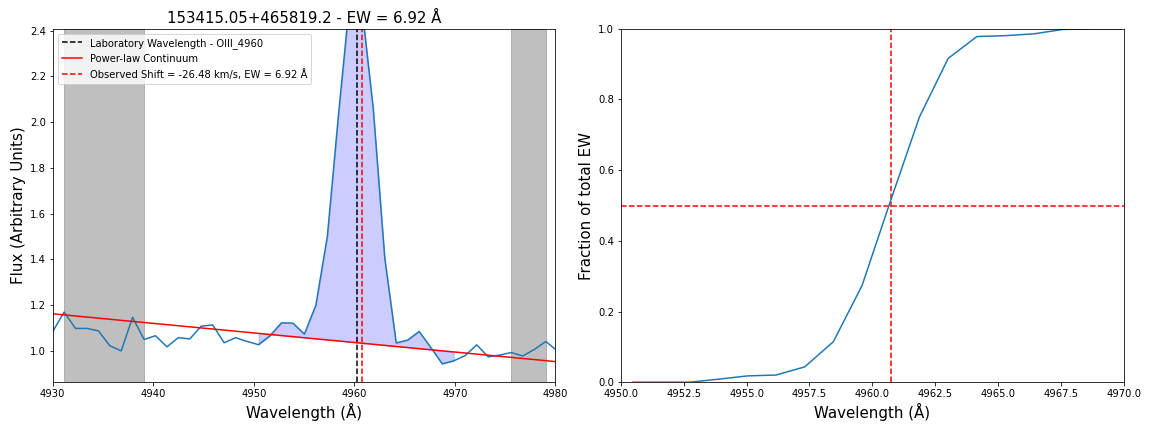 153415.05+465819.2 - EW = 6.92 Å
Laboratory Wavelength - OIII_4960
Power-law Continuum
Observed Shift = -26.48 km/s, EW = 6.92 Å
Flux (Arbitrary Units)
2.4
2.2
2.0
1.8
1.6
1.4
1.2
1.0
4930 4940 4950 4960 4970 4980
Wavelength (Å)
Fraction of total EW
1.0
0.8
0.6
0.4
0.2
0.0
4950.0 4952.5 4955.0 4957.5 4960.0 4962.5 4965.0 4967.5 4970.0
Wavelength (Å)